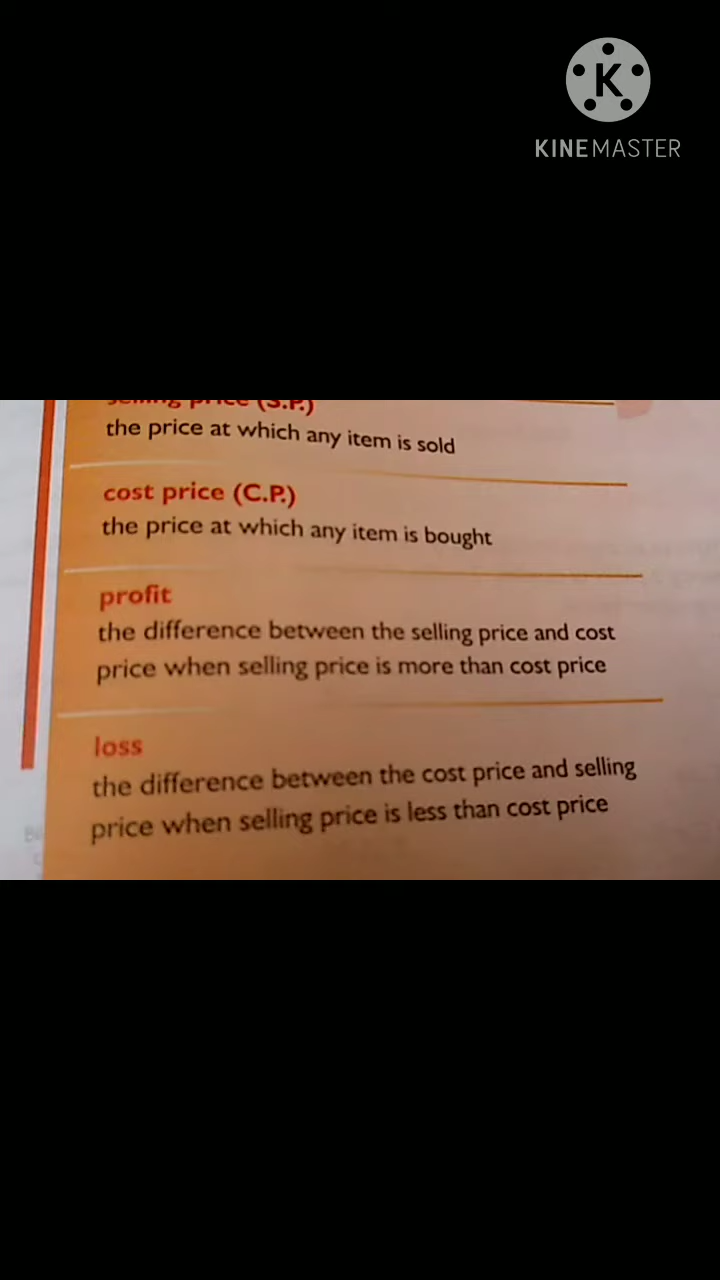 KINEMASTER
selling price (S.P.)
the price at which any item is sold
cost price (C.P.)
the price at which any item is bought
profit
the difference between the selling price and cost
price when selling price is more than cost price
loss
the difference between the cost price and selling
price when selling price is less than cost price